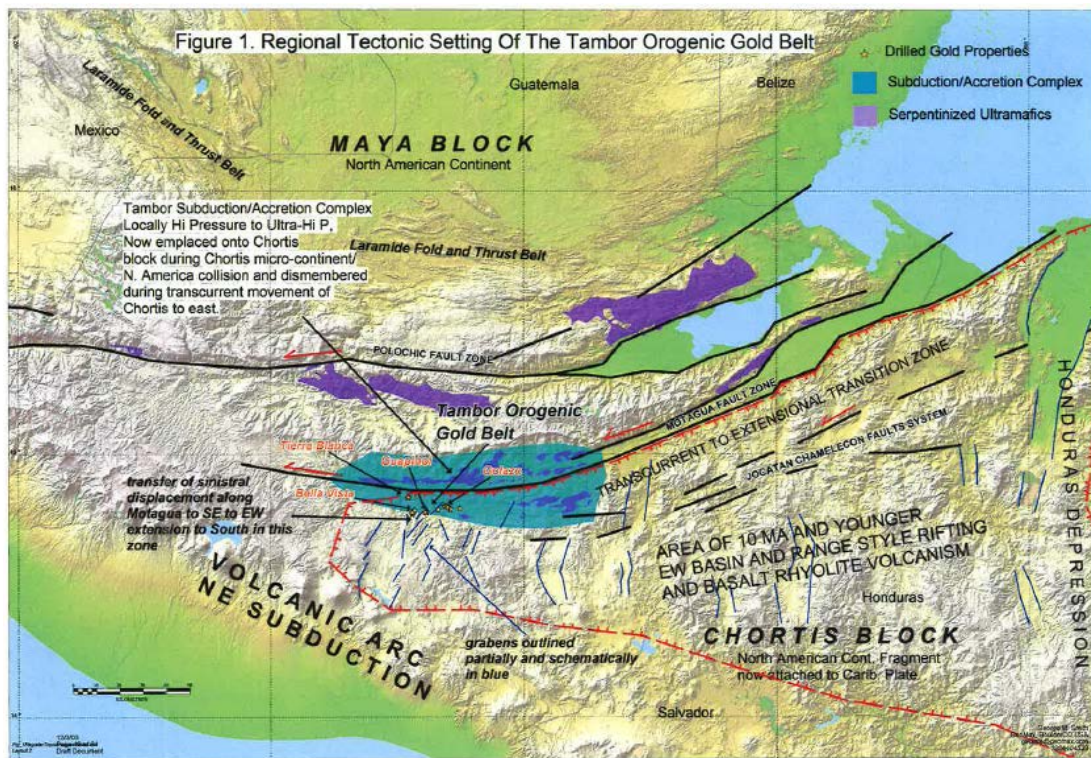 Figure 1. Regional Tectonic Setting Of The Tambor Orogenic Gold Belt
Drilled Gold Properties
Subduction/Accretion Complex
Serpentinized Ultramafics
Laramide Fold and Thrust Belt
Mexico
Guatemala
Belize
MAYA BLOCK
North American Continent
Tambor Subduction/Accretion Complex
Locally Hi Pressure to Ultra-Hi P,
Now emplaced onto Chortis
block during Chortis micro-continent/
N. America collision and dismembered
during transcurrent movement of
Chortis to east.
Laramide Fold and Thrust Belt
POLOCHIC FAULT ZONE
Tambor Orogenic
Gold Belt
MOTAGUA FAULT ZONE
TRANSCURRENT TO EXTENSIONAL TRANSITION ZONE
JOCATAN CHAMELECON FAULTS SYSTEM
HONDURAS DEPRESSION
Tierra Blanca
Guapinol
Bella Vista
transfer of sinistral
displacement along
Motagua to SE to EW
extension to South in this
zone
AREA OF 10 MA AND YOUNGER
EW BASIN AND RANGE STYLE RIFTING
AND BASALT RHYOLITE VOLCANISM
Honduras
VOLCANIC ARC
NE SUBDUCTION
grabens outlined
partially and schematically
in blue
CHORTIS BLOCK
North American Cont. Fragment
now attached to Carib. Plate
Salvador
Draft Document